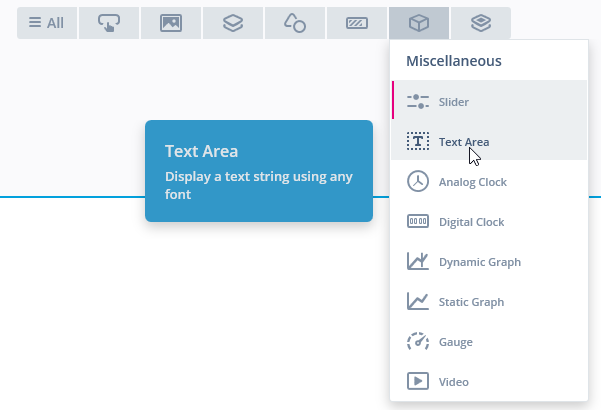 All
Miscellaneous
Slider
Text Area
Text Area
Display a text string using any
font
Analog Clock
Digital Clock
Dynamic Graph
Static Graph
Gauge
Video